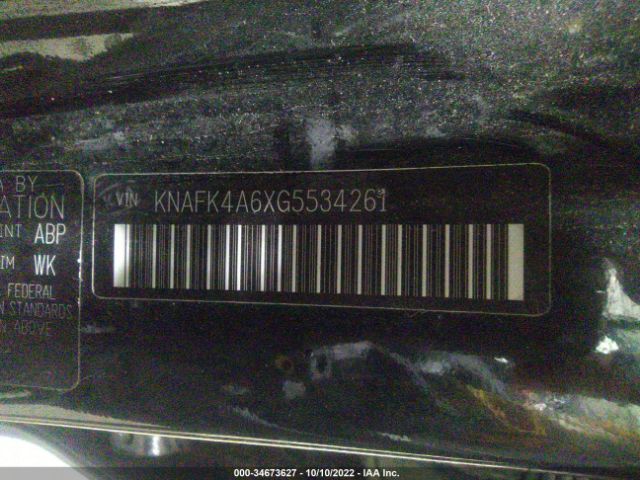 A BY
ATION
INT ABP
IM WK
FEDERAL
N STANDARDS
N ABOVE
VIN KNAFK4A6XG5534261
000-34673627 - 10/10/2022 - IAA Inc.